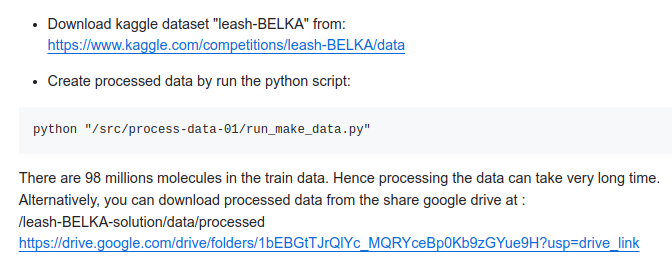 • Download kaggle dataset "leash-BELKA" from:
https://www.kaggle.com/competitions/leash-BELKA/data
• Create processed data by run the python script:
python "/src/process-data-01/run_make_data.py"
There are 98 millions molecules in the train data. Hence processing the data can take very long time.
Alternatively, you can download processed data from the share google drive at :
/leash-BELKA-solution/data/processed
https://drive.google.com/drive/folders/1bEBGtTJrQlYc_MQRYceBp0Kb9zGYue9H?usp=drive_link